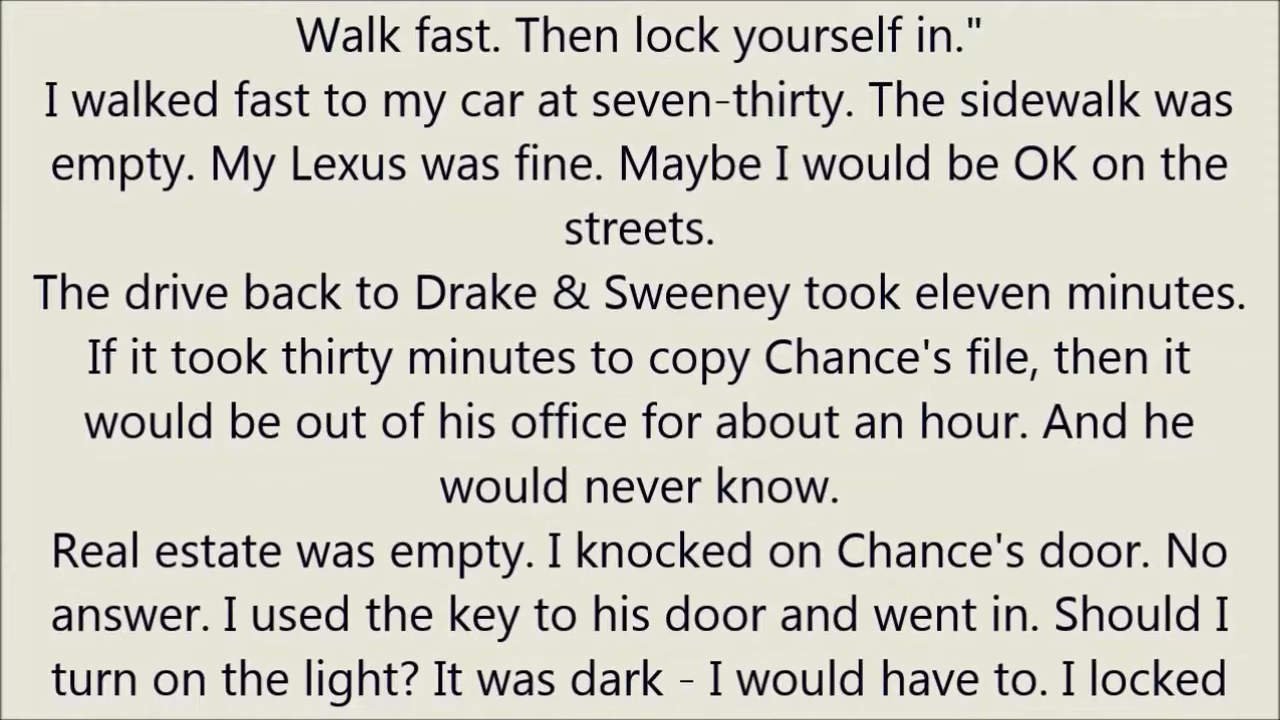 Walk fast. Then lock yourself in."
I walked fast to my car at seven-thirty. The sidewalk was
empty. My Lexus was fine. Maybe I would be OK on the
streets.
The drive back to Drake & Sweeney took eleven minutes.
If it took thirty minutes to copy Chance's file, then it
would be out of his office for about an hour. And he
would never know.
Real estate was empty. I knocked on Chance's door. No
answer. I used the key to his door and went in. Should I
turn on the light? It was dark - I would have to. I locked